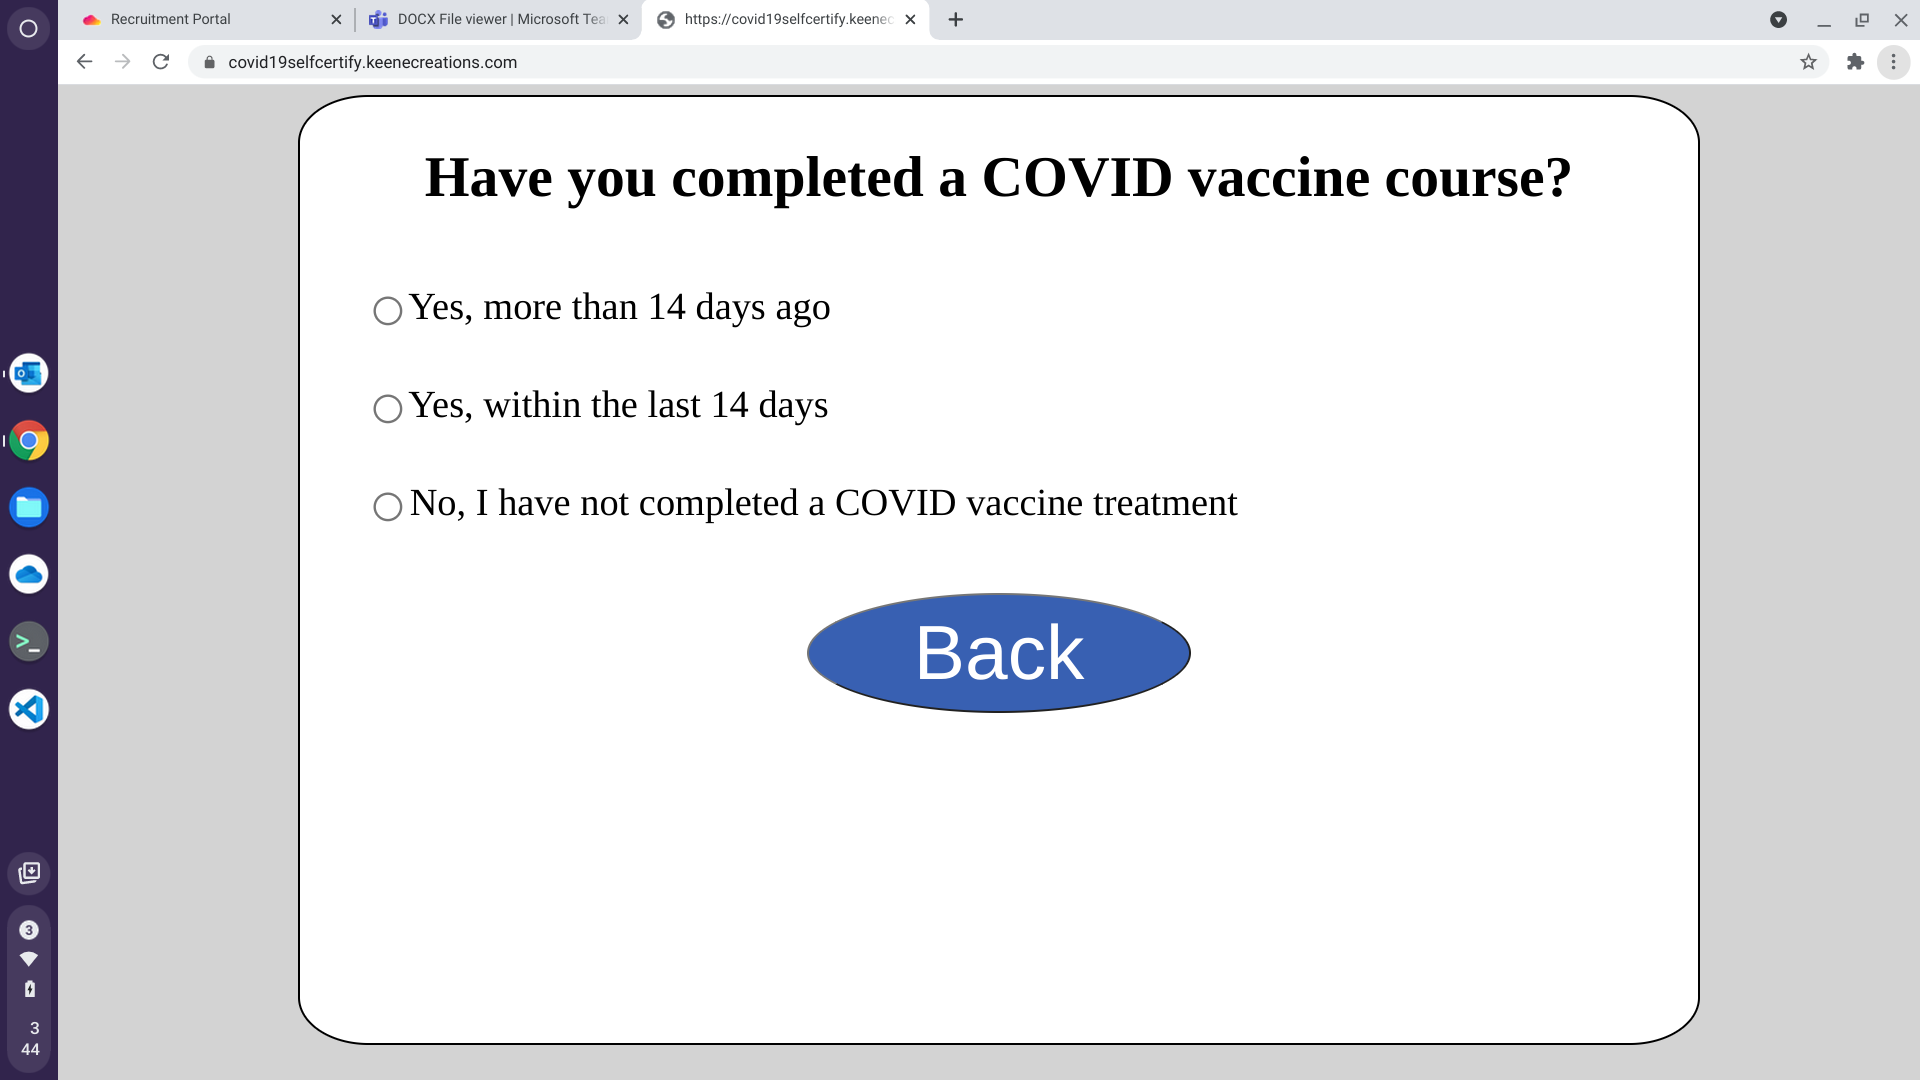 Recruitment Portal
DOCX File viewer | Microsoft Tea
https://covid19selfcertify.keenec
covid19selfcertify.keenecreations.com
Have you completed a COVID vaccine course?
Yes, more than 14 days ago
Yes, within the last 14 days
No, I have not completed a COVID vaccine treatment
Back
3
3
44